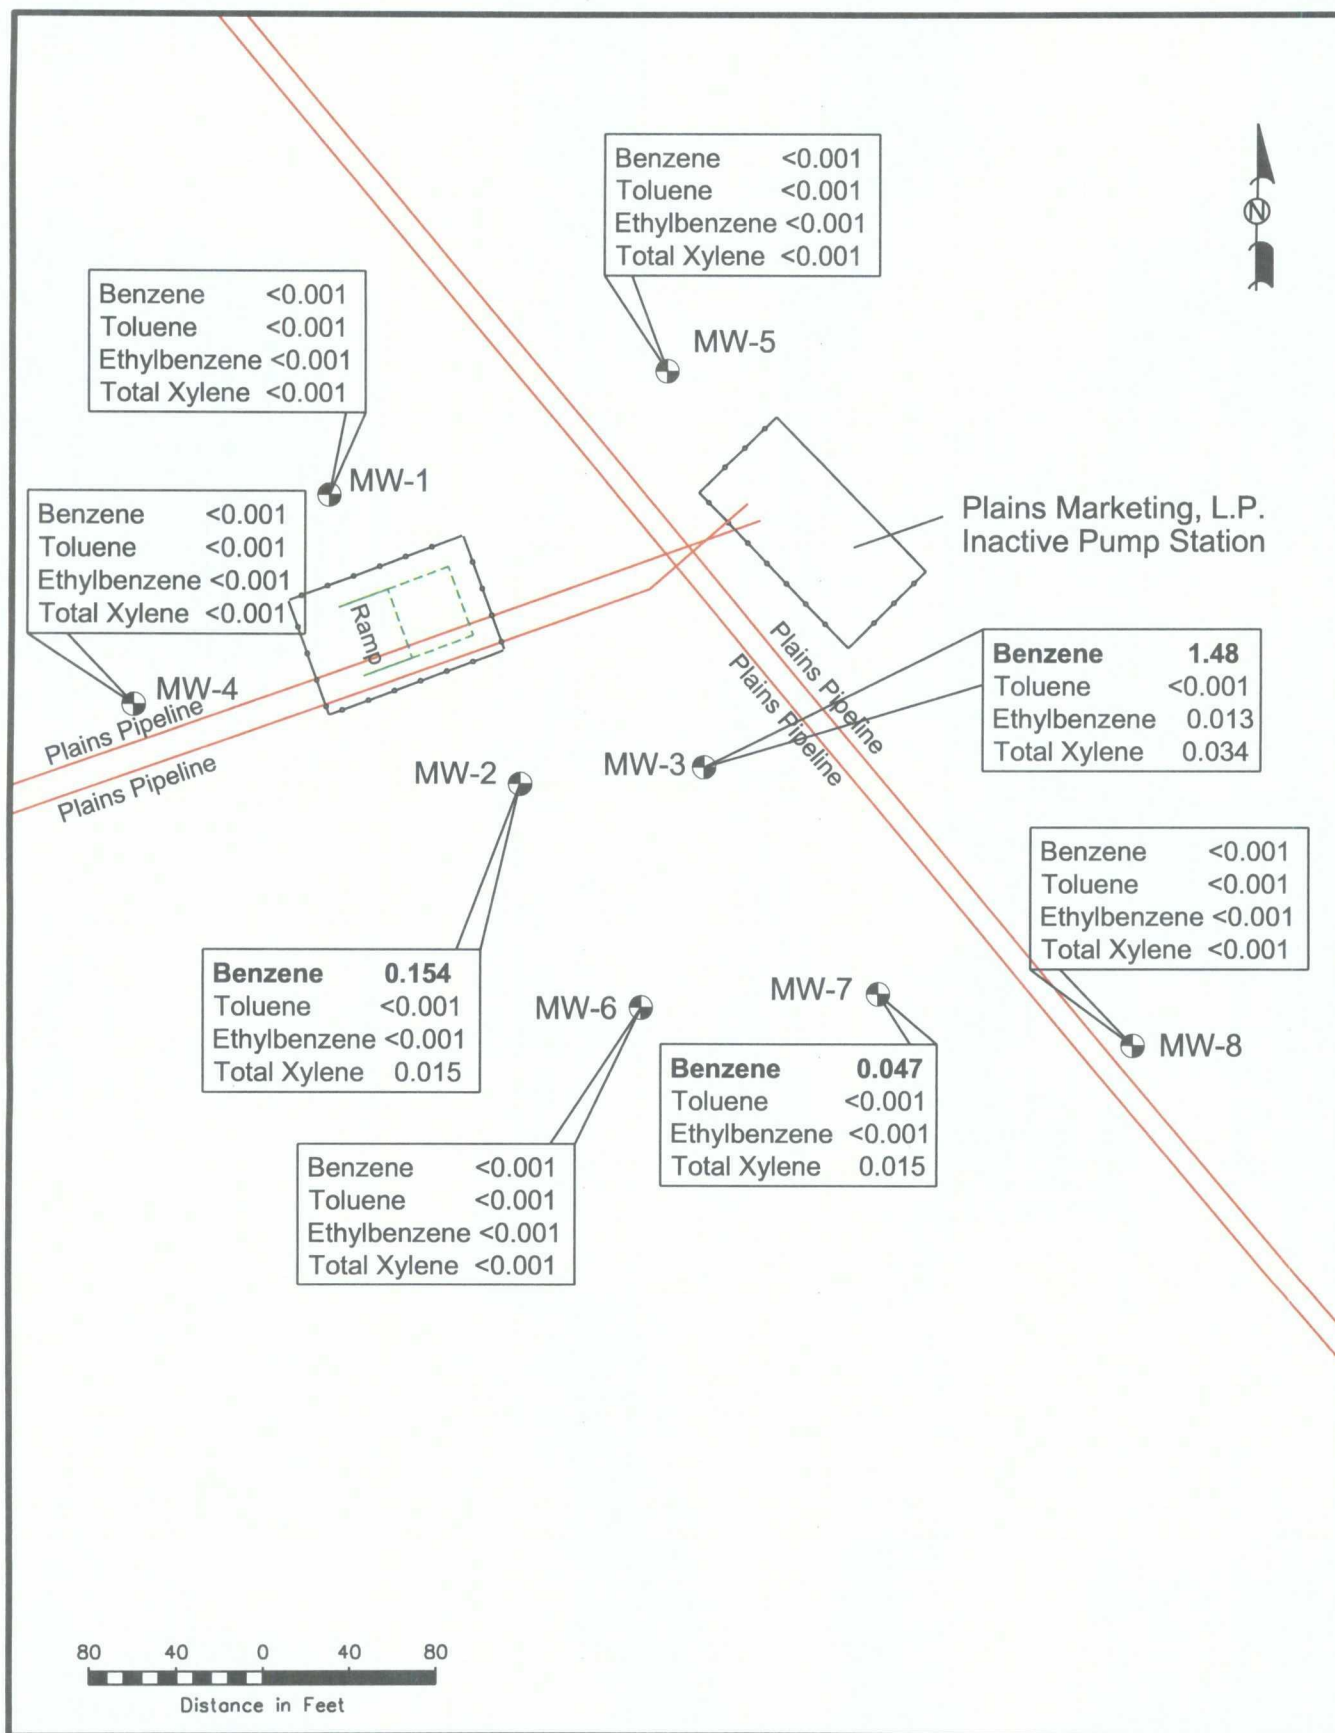 Benzene <0.001
Toluene <0.001
Ethylbenzene <0.001
Total Xylene <0.001
N
MW-5
Benzene <0.001
Toluene <0.001
Ethylbenzene <0.001
Total Xylene <0.001
MW-1
Benzene <0.001
Toluene <0.001
Ethylbenzene <0.001
Total Xylene <0.001
MW-4
Ramp
Plains Marketing, L.P.
Inactive Pump Station
Plains Pipeline
Plains Pipeline
Plains Pipeline
Plains Pipeline
Benzene 1.48
Toluene <0.001
Ethylbenzene 0.013
Total Xylene 0.034
MW-3
MW-2
Benzene <0.001
Toluene <0.001
Ethylbenzene <0.001
Total Xylene <0.001
MW-8
Benzene 0.154
Toluene <0.001
Ethylbenzene <0.001
Total Xylene 0.015
MW-6
MW-7
Benzene 0.047
Toluene <0.001
Ethylbenzene <0.001
Total Xylene 0.015
Benzene <0.001
Toluene <0.001
Ethylbenzene <0.001
Total Xylene <0.001
80 40 0 40 80
Distance in Feet